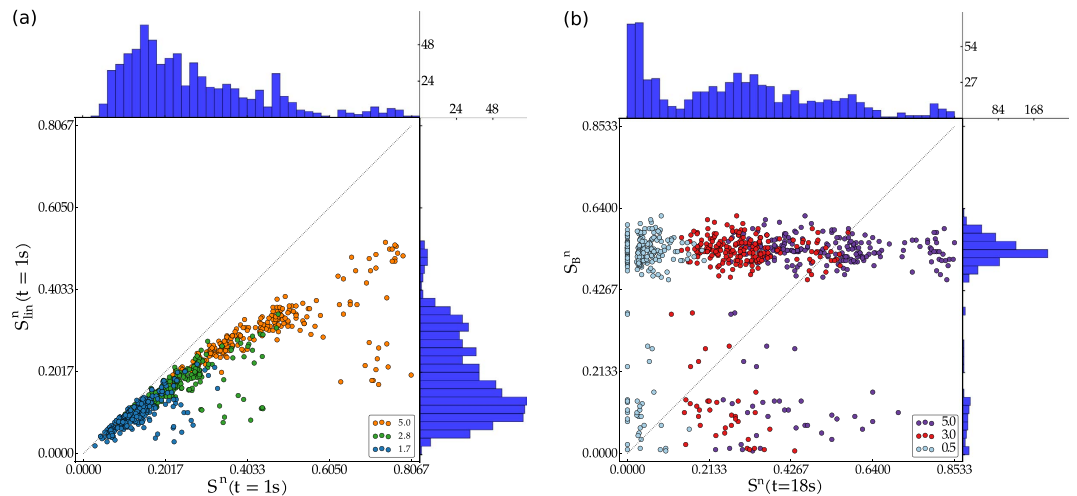 (a)
48
24
24 48
0.8067
0.6050
0.4033
0.2017
0.0000
S^n_lin (t = 1s)
5.0
2.8
1.7
0.0000 0.2017 0.4033 0.6050 0.8067
S^n (t = 1s)
(b)
54
27
84 168
0.8533
0.6400
0.4267
0.2133
0.0000
S_B^n
5.0
3.0
0.5
0.0000 0.2133 0.4267 0.6400 0.8533
S^n(t=18s)